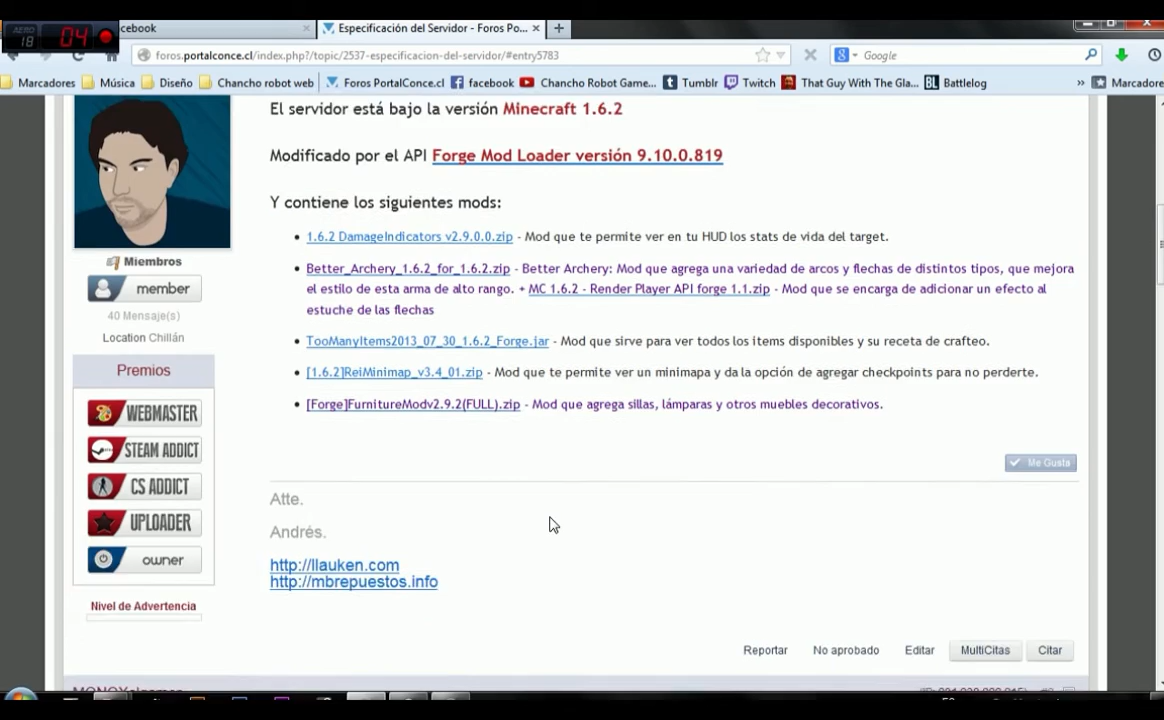 AERO
18
04
cebook
Especificación del Servidor - Foros Po...
foros.portalconce.cl/index.php?/topic/2537-especificacion-del-servidor/#entry5783
Google
Marcadores Música Diseño Chancho robot web Foros PortalConce.cl facebook Chancho Robot Game... Tumblr Twitch That Guy With The Gla... BL Battlelog Marcadores
El servidor está bajo la versión Minecraft 1.6.2
Modificado por el API Forge Mod Loader versión 9.10.0.819
Y contiene los siguientes mods:
1.6.2 DamageIndicators v2.9.0.0.zip - Mod que te permite ver en tu HUD los stats de vida del target.
Better_Archery_1.6.2_for_1.6.2.zip - Better Archery: Mod que agrega una variedad de arcos y flechas de distintos tipos, que mejora
el estilo de esta arma de alto rango. + MC 1.6.2 - Render Player API forge 1.1.zip - Mod que se encarga de adicionar un efecto al
estuche de las flechas
TooManyItems2013_07_30_1.6.2_Forge.jar - Mod que sirve para ver todos los items disponibles y su receta de crafteo.
[1.6.2]ReiMinimap_v3.4_01.zip - Mod que te permite ver un minimapa y da la opción de agregar checkpoints para no perderte.
[Forge]FurnitureModv2.9.2(FULL).zip - Mod que agrega sillas, lámparas y otros muebles decorativos.
Miembros
member
40 Mensaje(s)
Location Chillán
Premios
WEBMASTER
STEAM ADDICT
CS ADDICT
UPLOADER
owner
Nivel de Advertencia
Me Gusta
Atte.
Andrés.
http://llauken.com
http://mbrepuestos.info
Reportar No aprobado Editar MultiCitas Citar